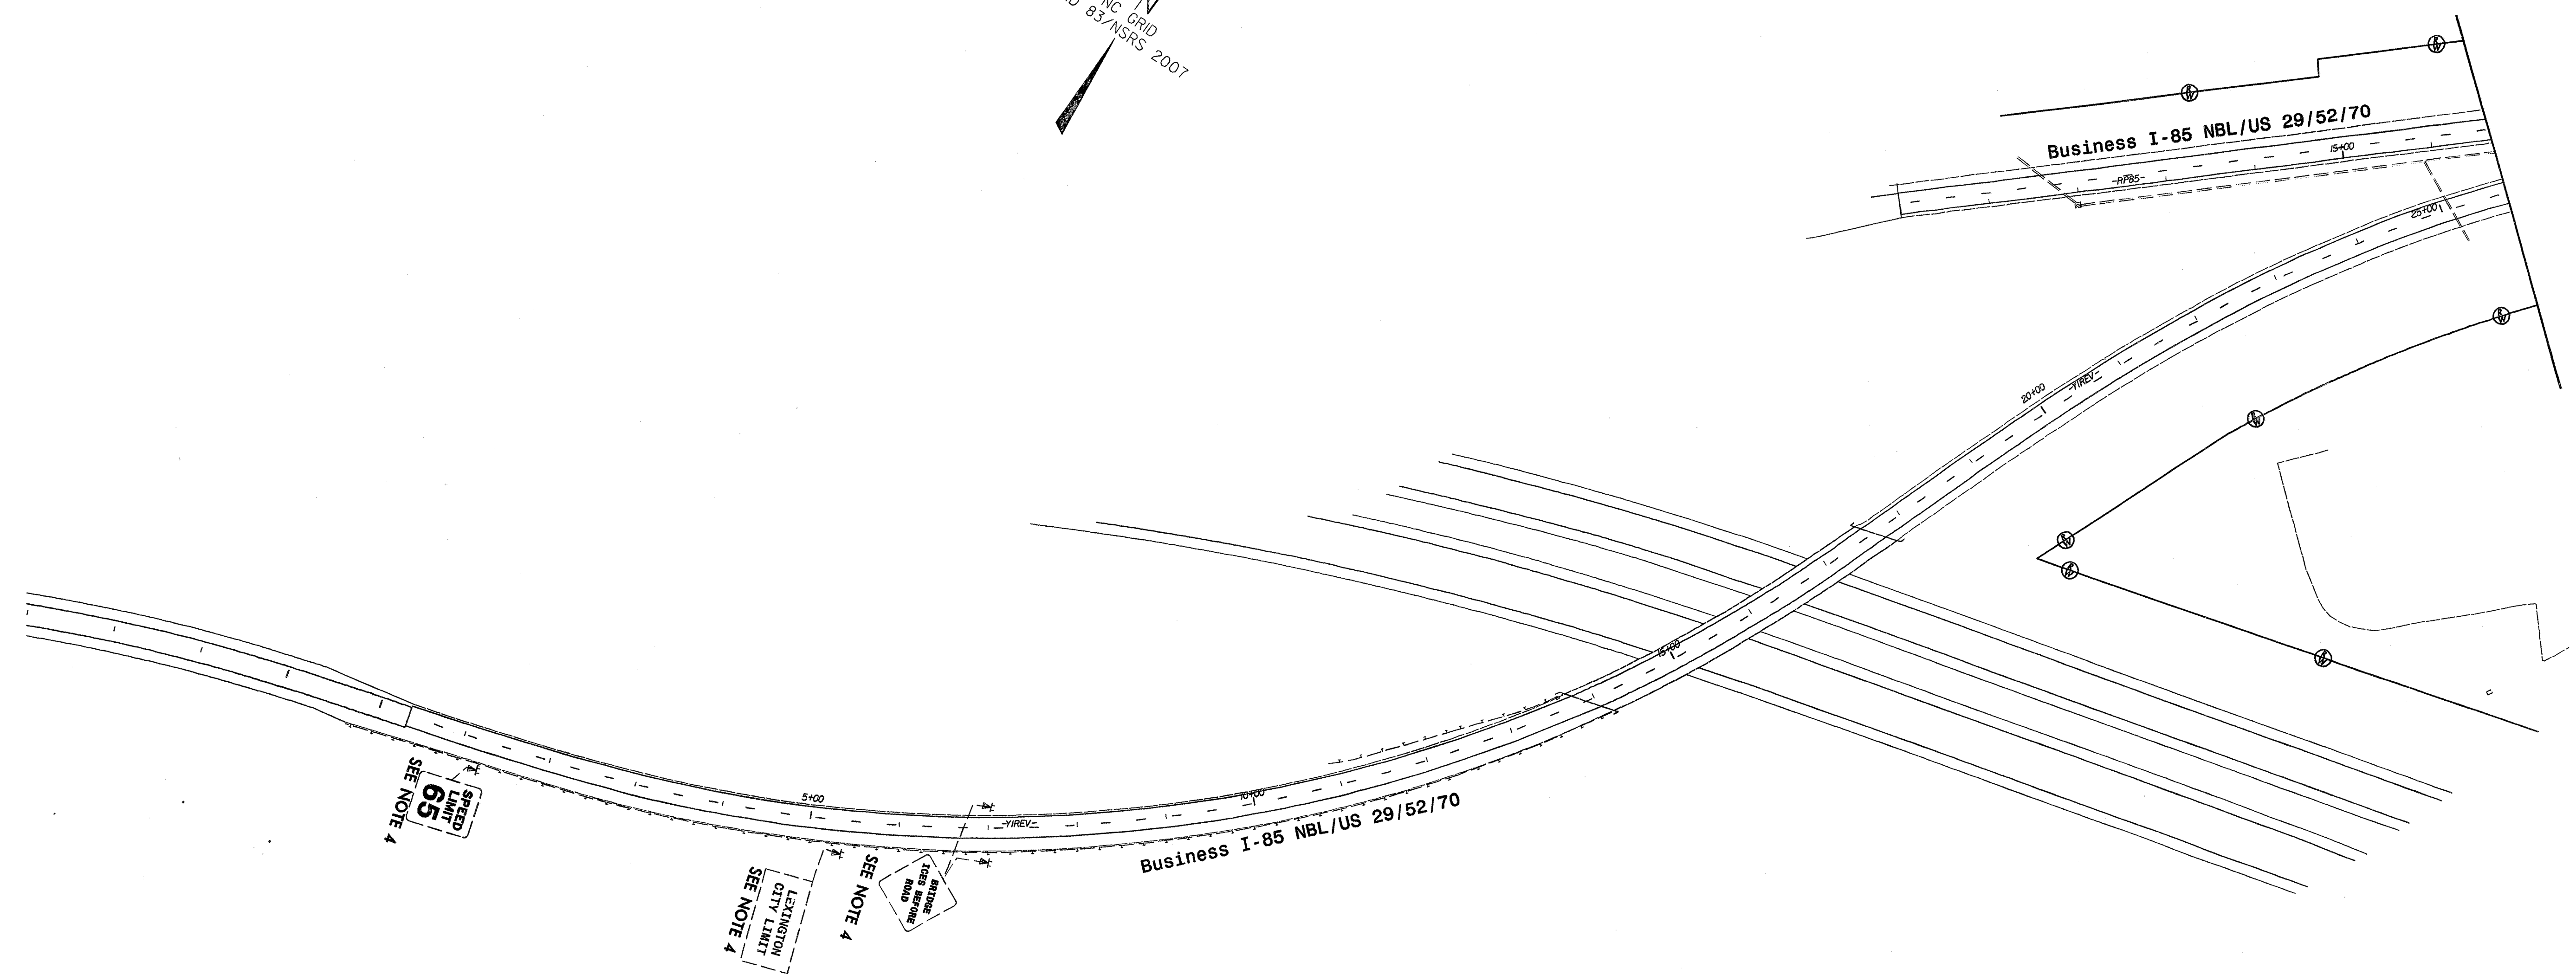 N
NC GRID
83/NSRS 2007
Business I-85 NBL/US 29/52/70
15+00
-RP85-
25+00
-Y1REV-
20+00
15+00
10+00
5+00
-Y1REV-
Business I-85 NBL/US 29/52/70
SPEED
LIMIT
65
SEE NOTE 4
LEXINGTON
CITY LIMIT
SEE NOTE 4
BRIDGE
ICES BEFORE
ROAD
SEE NOTE 4